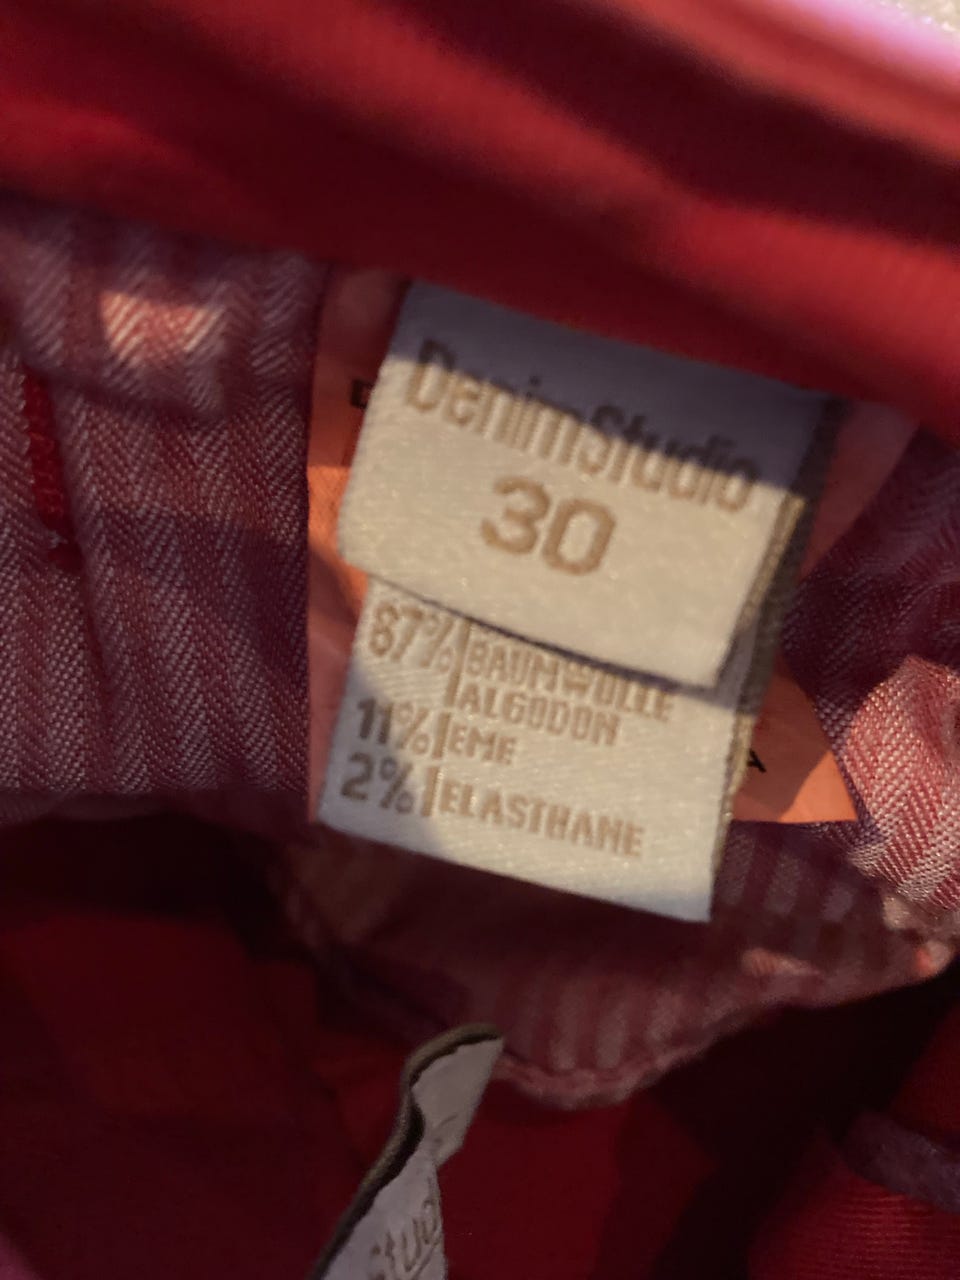 DenimStudio
30
87% BAUMWOLLE
ALGODON
11% EME
2% ELASTHANE